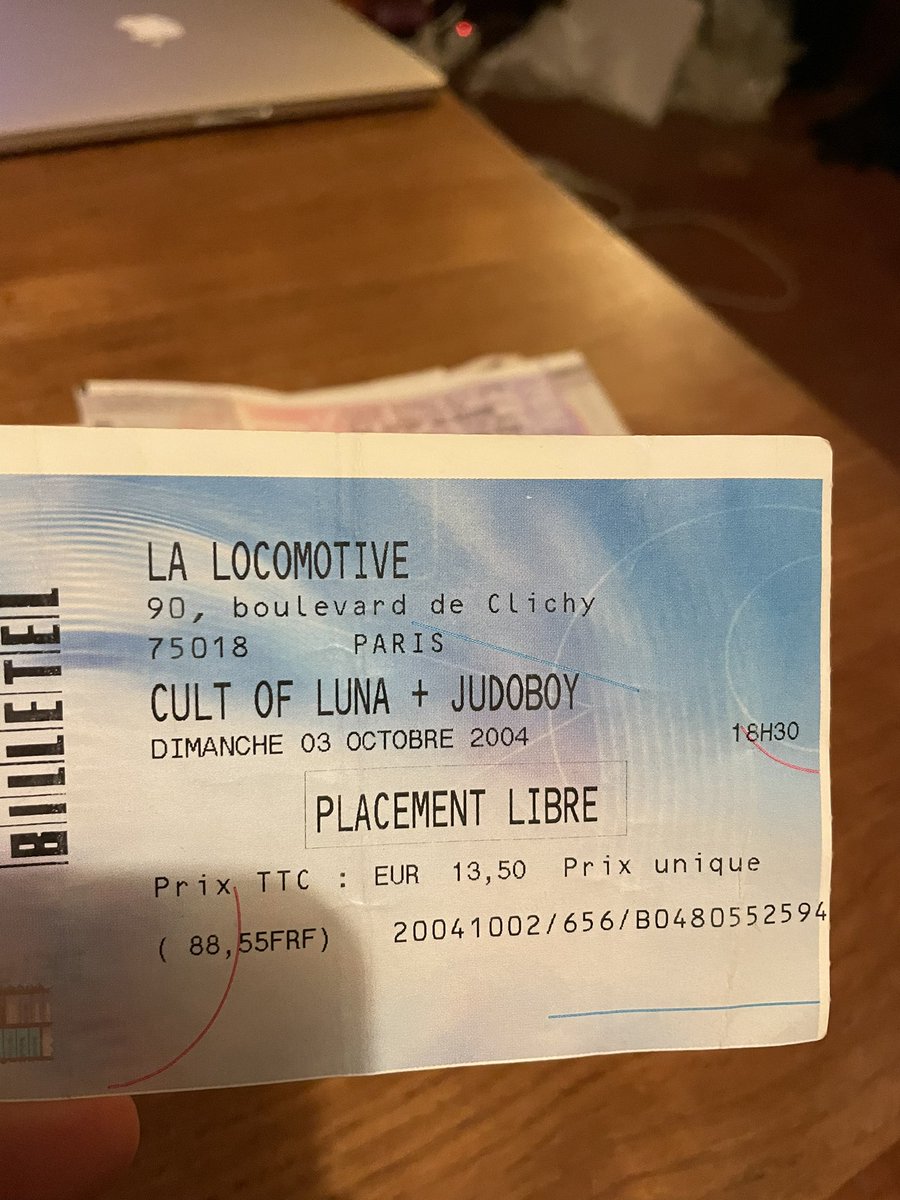 BILLETEL
LA LOCOMOTIVE
90, boulevard de Clichy
75018 PARIS
CULT OF LUNA + JUDOBOY
DIMANCHE 03 OCTOBRE 2004 18H30
PLACEMENT LIBRE
Prix TTC : EUR 13,50 Prix unique
( 88,55FRF) 20041002/656/B0480552594